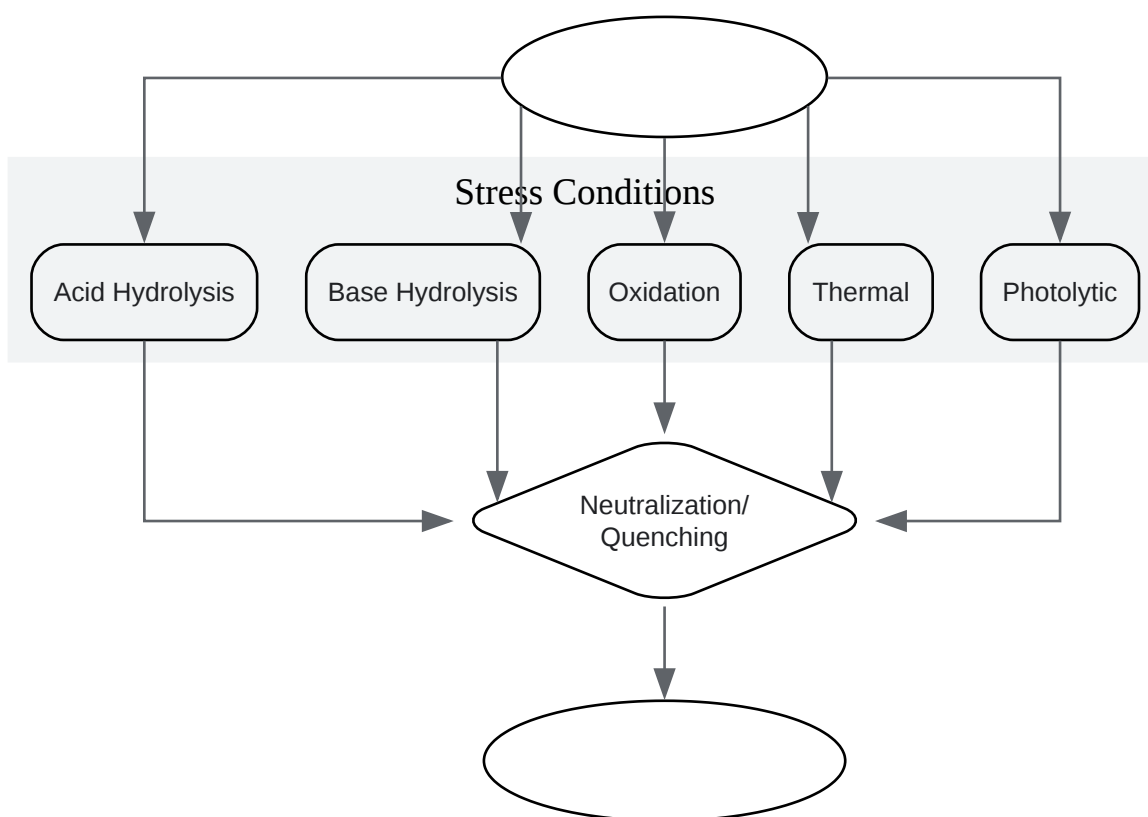 Stress Conditions
Acid Hydrolysis
Base Hydrolysis
Oxidation
Thermal
Photolytic
Neutralization/
Quenching